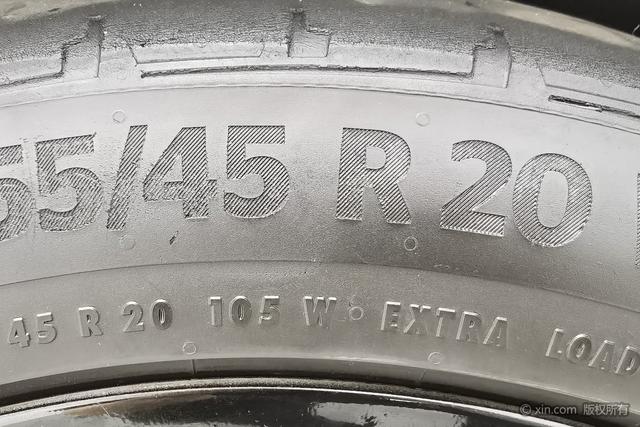 55/45 R 20
45 R 20 105 W EXTRA LOAD
© xin.com 版权所有